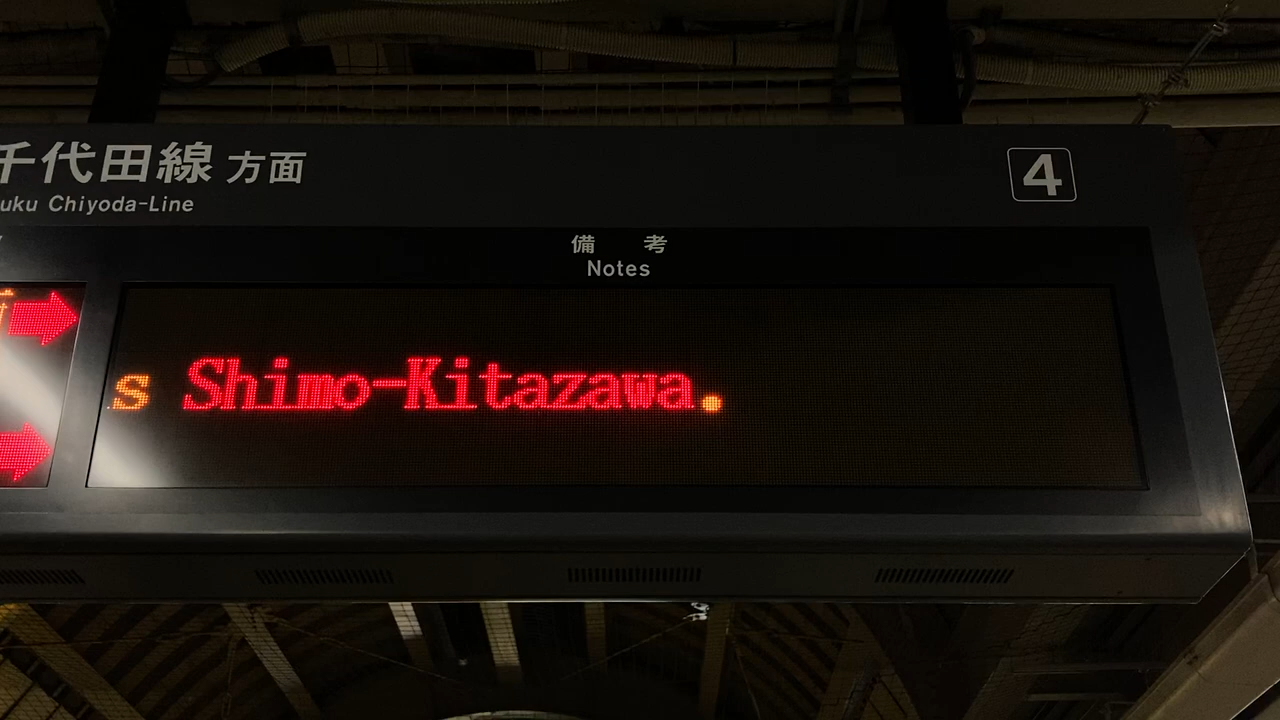 千代田線 方面
uku Chiyoda-Line
4
備 考
Notes
s Shimo-Kitazawa.